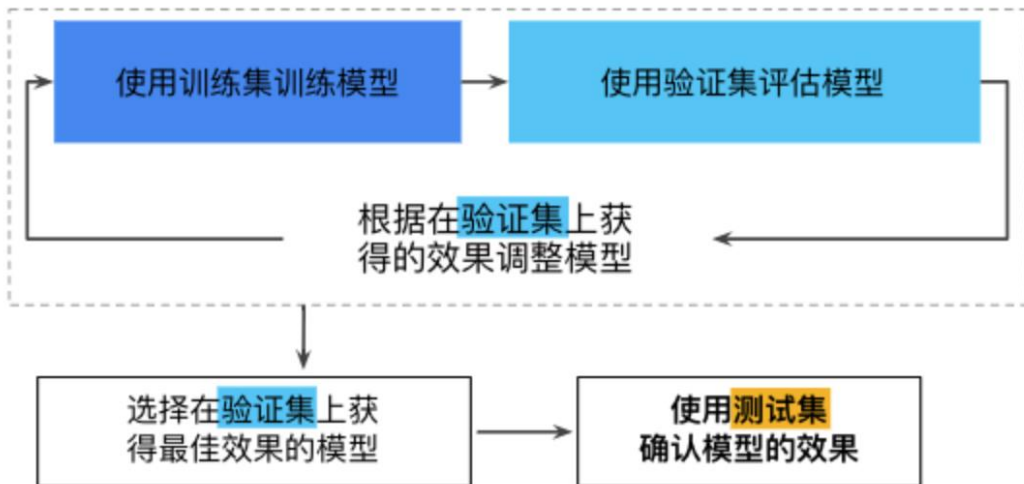 使用训练集训练模型
使用验证集评估模型
根据在验证集上获
得的效果调整模型
选择在验证集上获
得最佳效果的模型
使用测试集
确认模型的效果